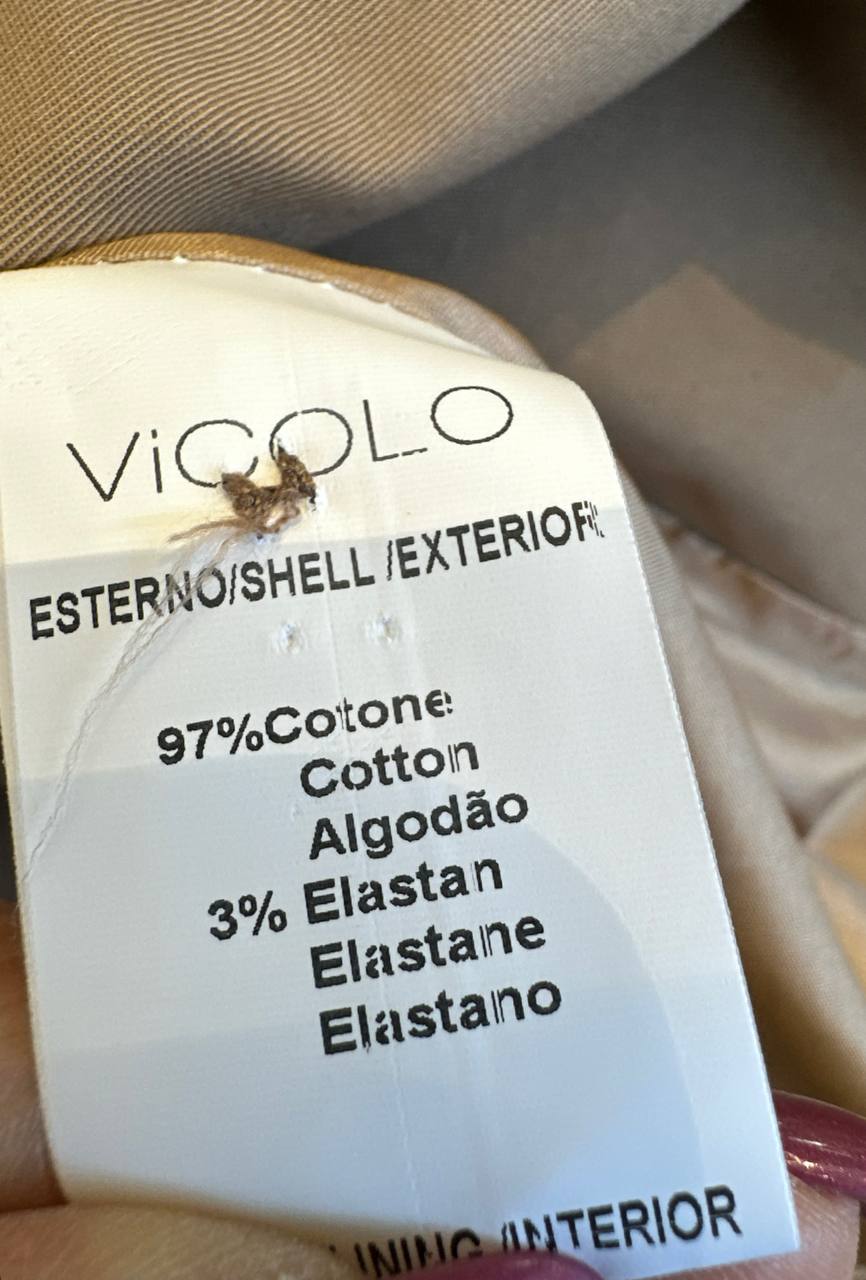 ViCOLO
ESTERNO/SHELL /EXTERIOR
97%Cotone
Cotton
Algodão
3% Elastan
Elastane
Elastano
/INTERIOR